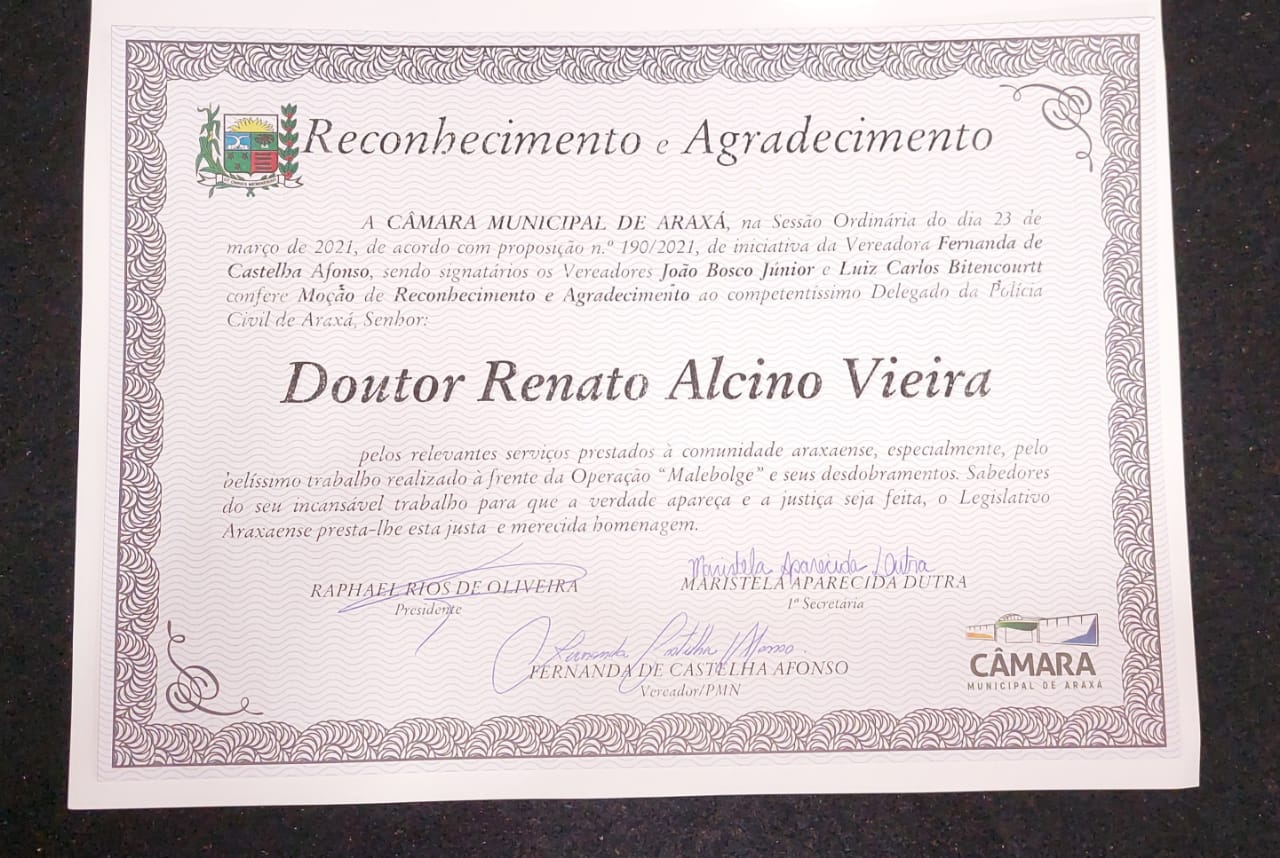 Reconhecimento e Agradecimento
A CÂMARA MUNICIPAL DE ARAXÁ, na Sessão Ordinária do dia 23 de
março de 2021, de acordo com proposição n.º 190/2021, de iniciativa da Vereadora Fernanda de
Castelha Afonso, sendo signatários os Vereadores João Bosco Júnior e Luiz Carlos Bitencourtt
confere Moção de Reconhecimento e Agradecimento ao competentíssimo Delegado da Polícia
Civil de Araxá, Senhor:
Doutor Renato Alcino Vieira
pelos relevantes serviços prestados à comunidade araxaense, especialmente, pelo
belíssimo trabalho realizado à frente da Operação “Malebolge” e seus desdobramentos. Sabedores
do seu incansável trabalho para que a verdade apareça e a justiça seja feita, o Legislativo
Araxaense presta-lhe esta justa e merecida homenagem.
Maristela Aparecida Dutra
RAPHAEL RIOS DE OLIVEIRA
MARISTELA APARECIDA DUTRA
Presidente
1ª Secretária
Fernanda Castelha Afonso.
FERNANDA DE CASTELHA AFONSO
Vereador/PMN
CÂMARA
MUNICIPAL DE ARAXÁ